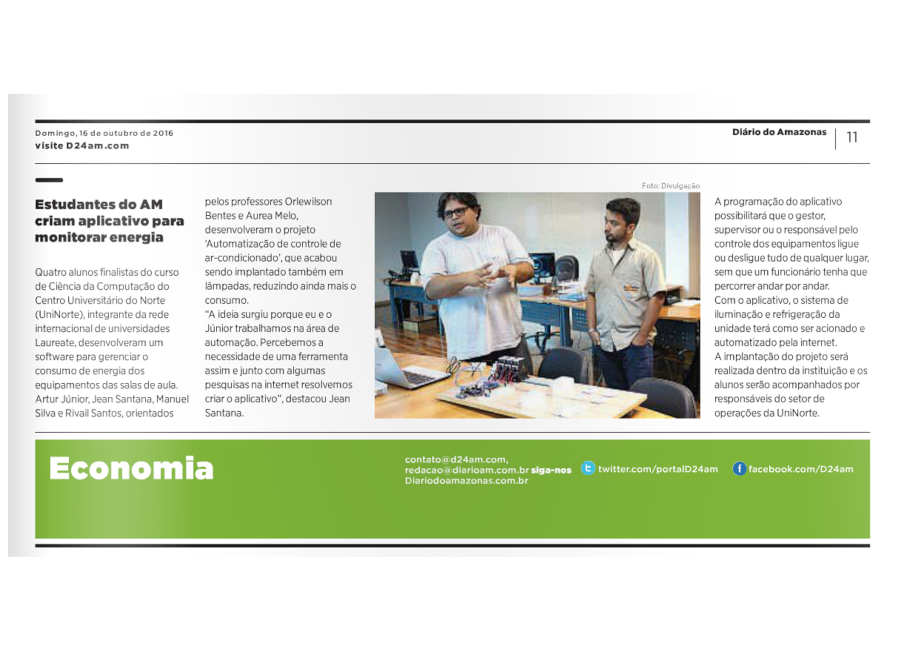 Domingo, 16 de outubro de 2016
visite D24am.com
Diário do Amazonas 11
Estudantes do AM
criam aplicativo para
monitorar energia
Quatro alunos finalistas do curso
de Ciência da Computação do
Centro Universitário do Norte
(UniNorte), integrante da rede
internacional de universidades
Laureate, desenvolveram um
software para gerenciar o
consumo de energia dos
equipamentos das salas de aula.
Artur Júnior, Jean Santana, Manuel
Silva e Rivail Santos, orientados
pelos professores Orlewilson
Bentes e Aurea Melo,
desenvolveram o projeto
'Automatização de controle de
ar-condicionado', que acabou
sendo implantado também em
lâmpadas, reduzindo ainda mais o
consumo.
“A ideia surgiu porque eu e o
Júnior trabalhamos na área de
automação. Percebemos a
necessidade de uma ferramenta
assim e junto com algumas
pesquisas na internet resolvemos
criar o aplicativo”, destacou Jean
Santana.
Foto: Divulgação
A programação do aplicativo
possibilitará que o gestor,
supervisor ou o responsável pelo
controle dos equipamentos ligue
ou desligue tudo de qualquer lugar,
sem que um funcionário tenha que
percorrer andar por andar.
Com o aplicativo, o sistema de
iluminação e refrigeração da
unidade terá como ser acionado e
automatizado pela internet.
A implantação do projeto será
realizada dentro da instituição e os
alunos serão acompanhados por
responsáveis do setor de
operações da UniNorte.
Economia
contato@d24am.com,
redacao@diarioam.com.br siga-nos
Diariodoamazonas.com.br
twitter.com/portalD24am
facebook.com/D24am